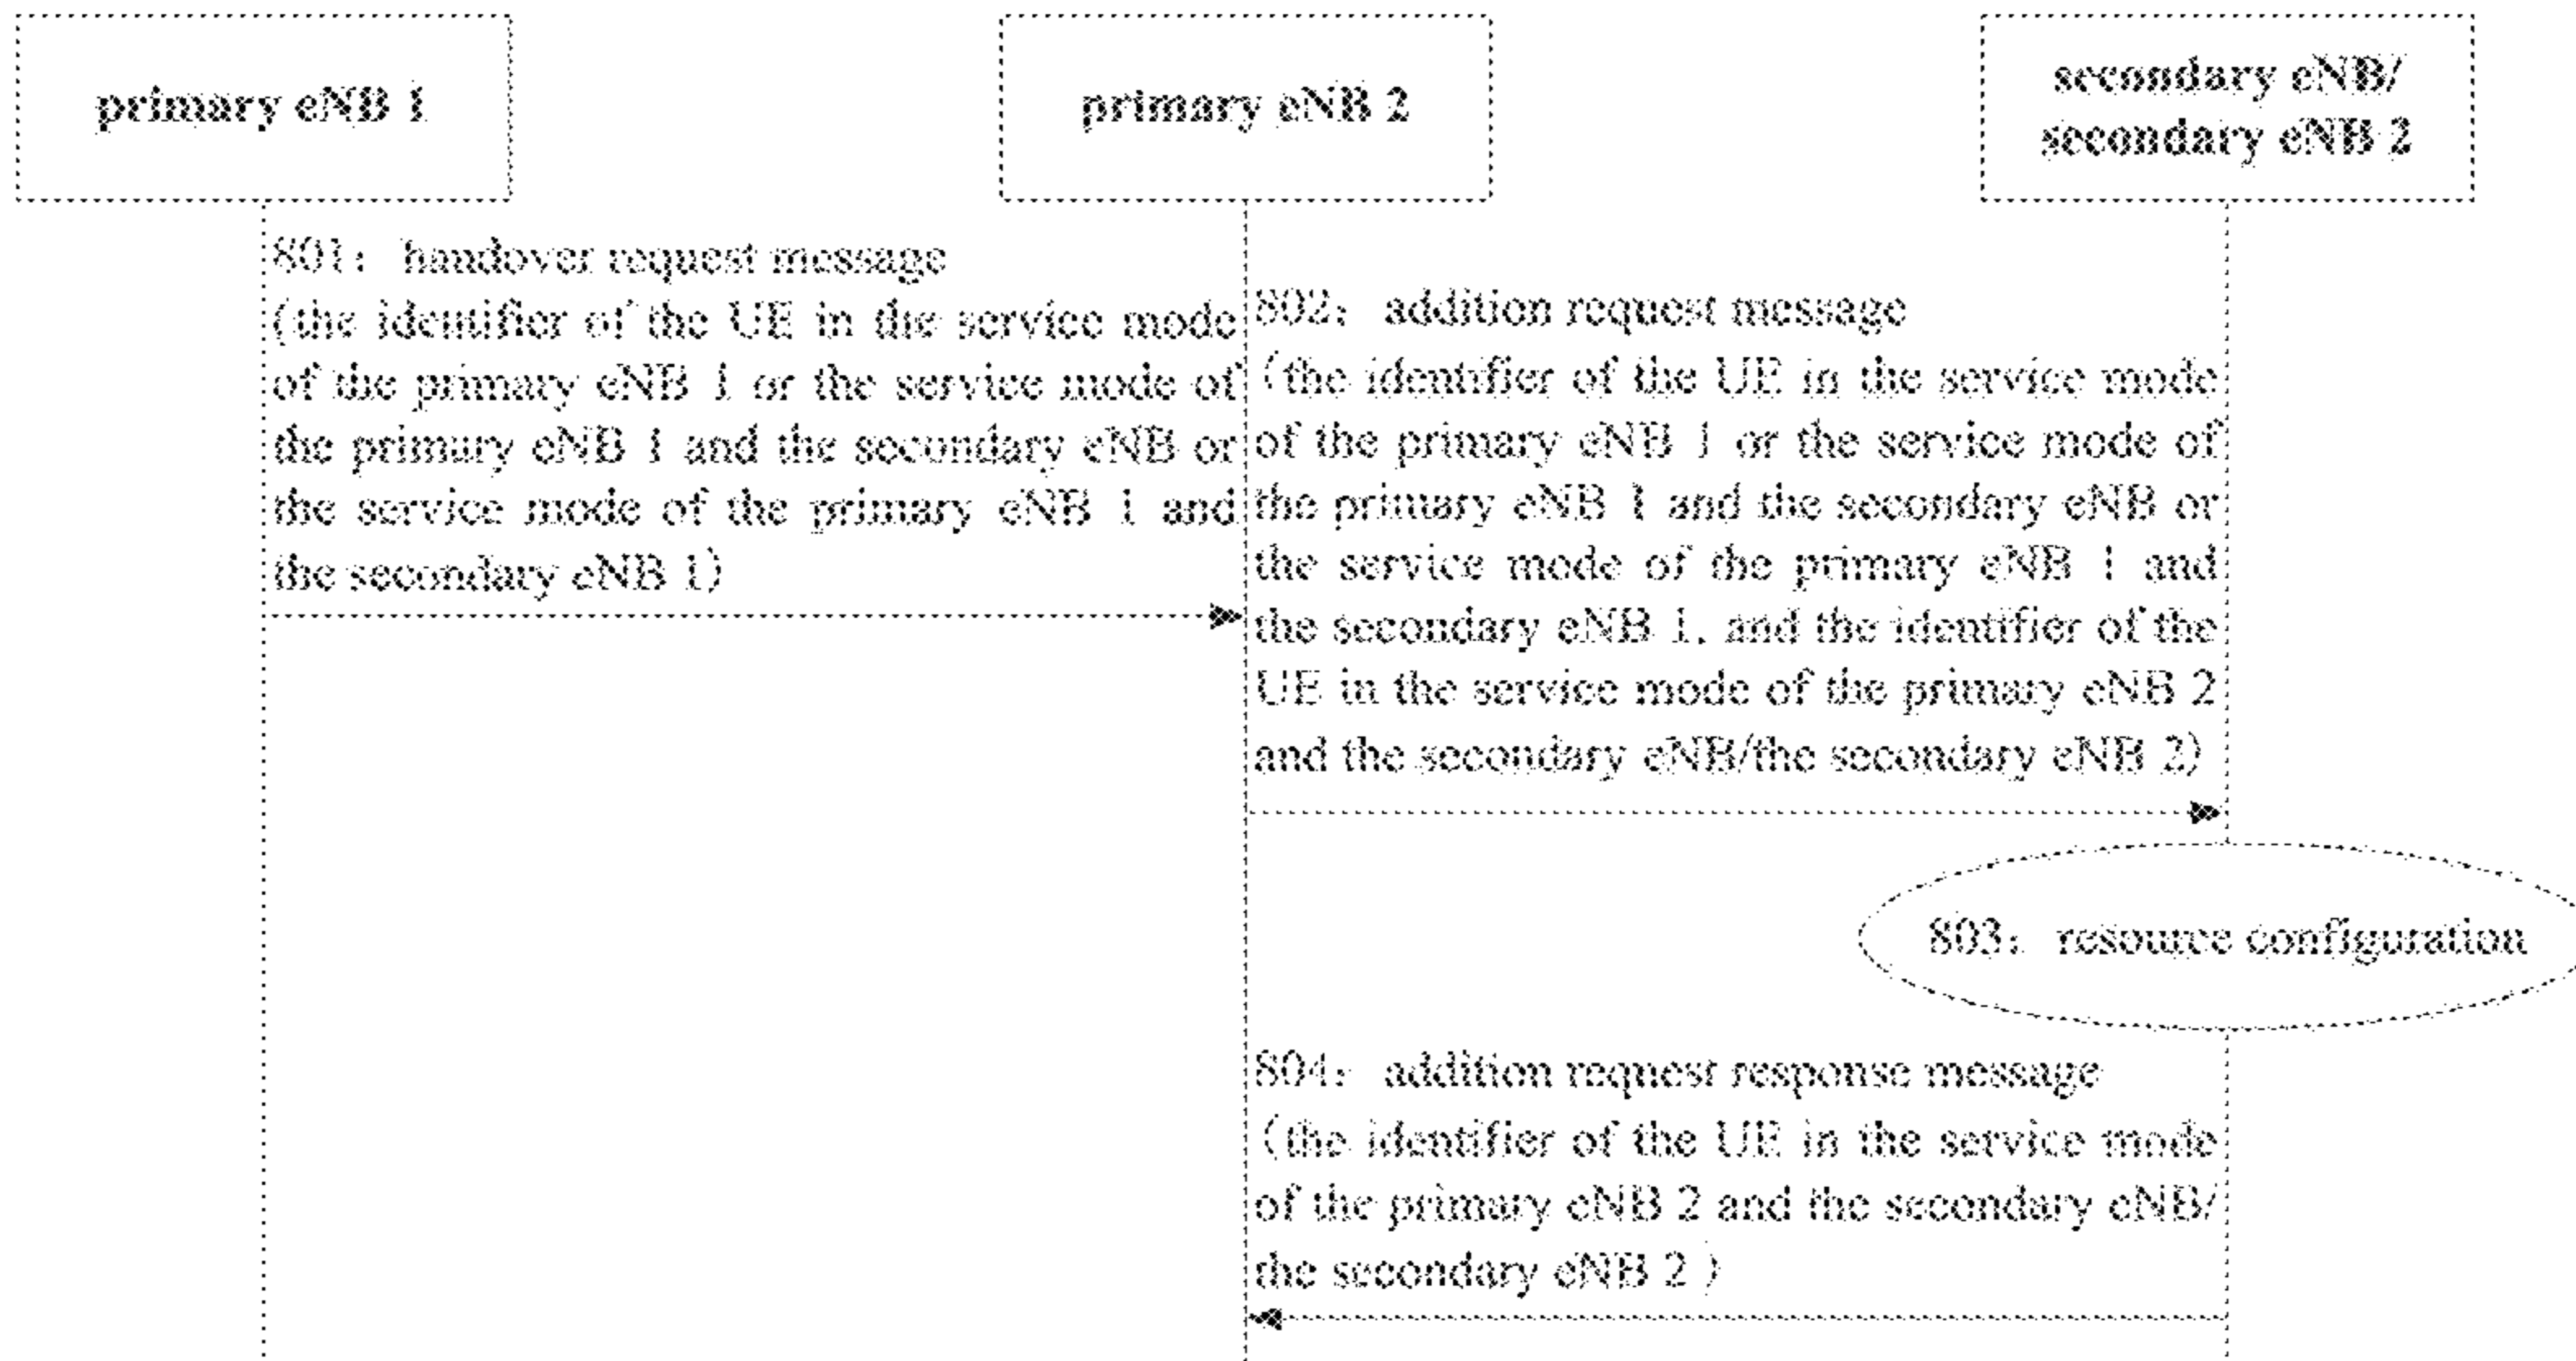 primary eNB 1
primary eNB 2
secondary eNB/
secondary eNB 2
801: handover request message
(the identifier of the UE in the service mode
of the primary eNB 1 or the service mode of
the primary eNB 1 and the secondary eNB or
the service mode of the primary eNB 1 and
the secondary eNB 1)
802: addition request message
(the identifier of the UE in the service mode
of the primary eNB 1 or the service mode of
the primary eNB 1 and the secondary eNB or
the service mode of the primary eNB 1 and
the secondary eNB 1, and the identifier of the
UE in the service mode of the primary eNB 2
and the secondary eNB/the secondary eNB 2)
803: resource configuration
804: addition request response message
(the identifier of the UE in the service mode
of the primary eNB 2 and the secondary eNB/
the secondary eNB 2 )